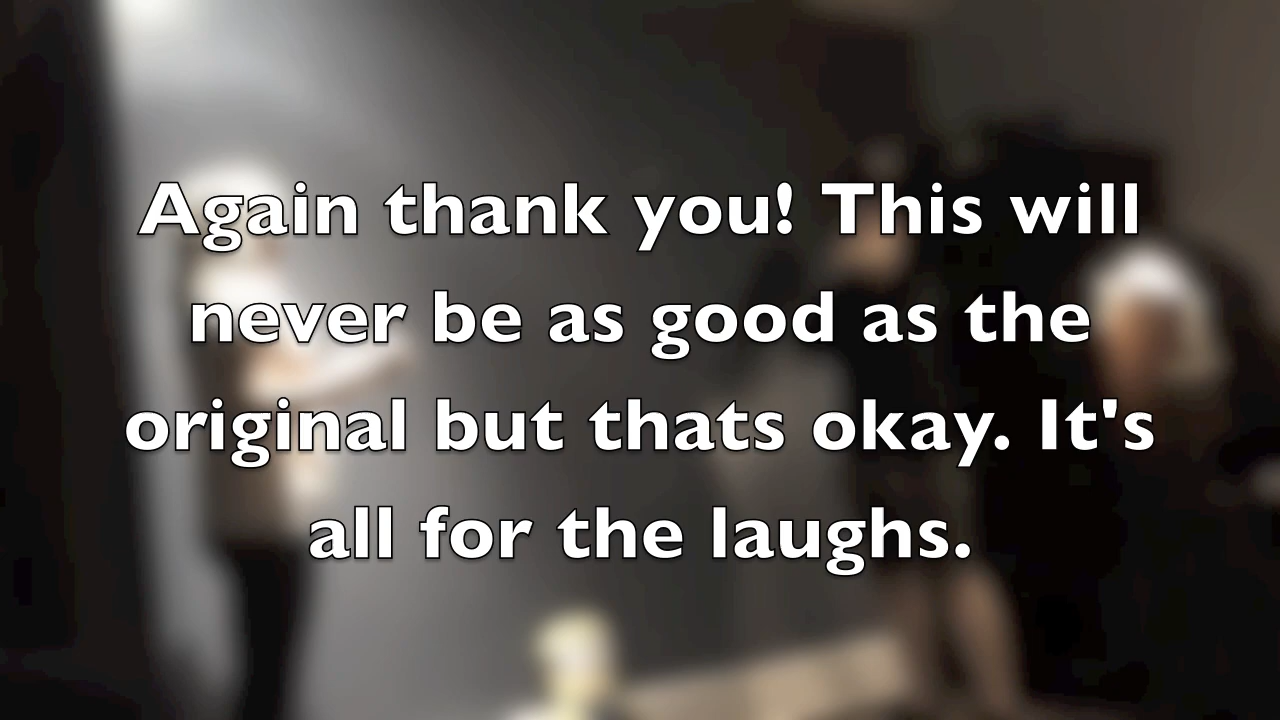 Again thank you! This will
never be as good as the
original but thats okay. It's
all for the laughs.